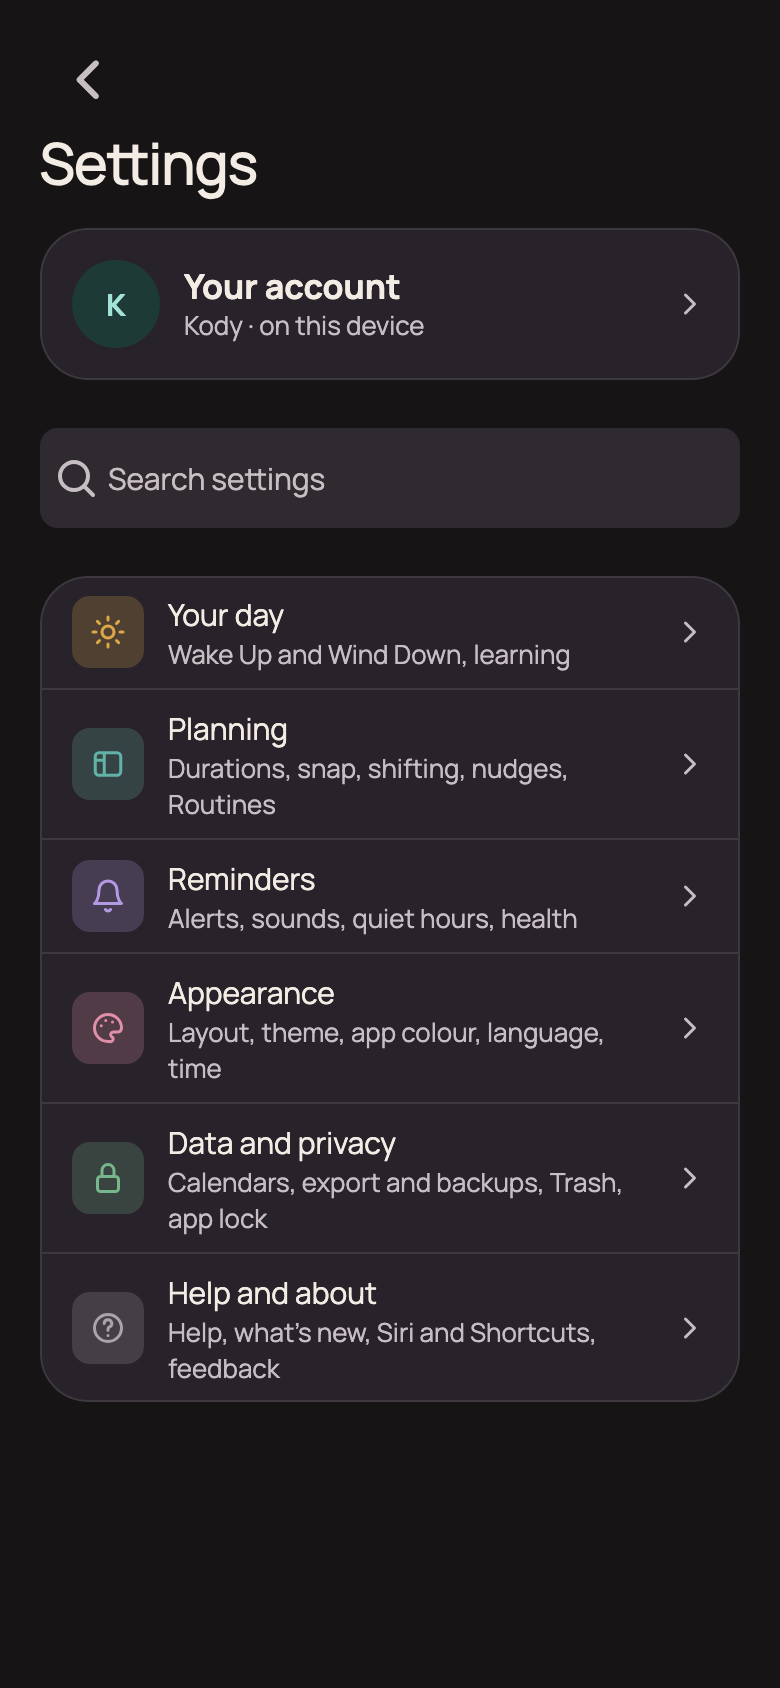 Settings
K
Your account
Kody · on this device
Search settings
Your day
Wake Up and Wind Down, learning
Planning
Durations, snap, shifting, nudges,
Routines
Reminders
Alerts, sounds, quiet hours, health
Appearance
Layout, theme, app colour, language,
time
Data and privacy
Calendars, export and backups, Trash,
app lock
Help and about
Help, what’s new, Siri and Shortcuts,
feedback